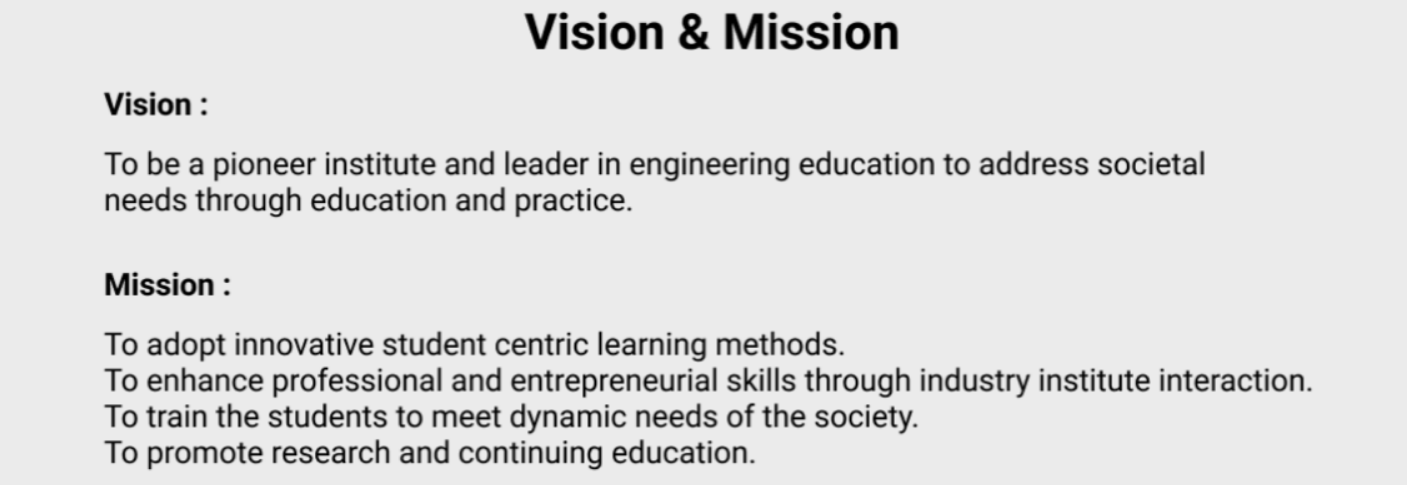 Vision & Mission
Vision :
To be a pioneer institute and leader in engineering education to address societal
needs through education and practice.
Mission :
To adopt innovative student centric learning methods.
To enhance professional and entrepreneurial skills through industry institute interaction.
To train the students to meet dynamic needs of the society.
To promote research and continuing education.